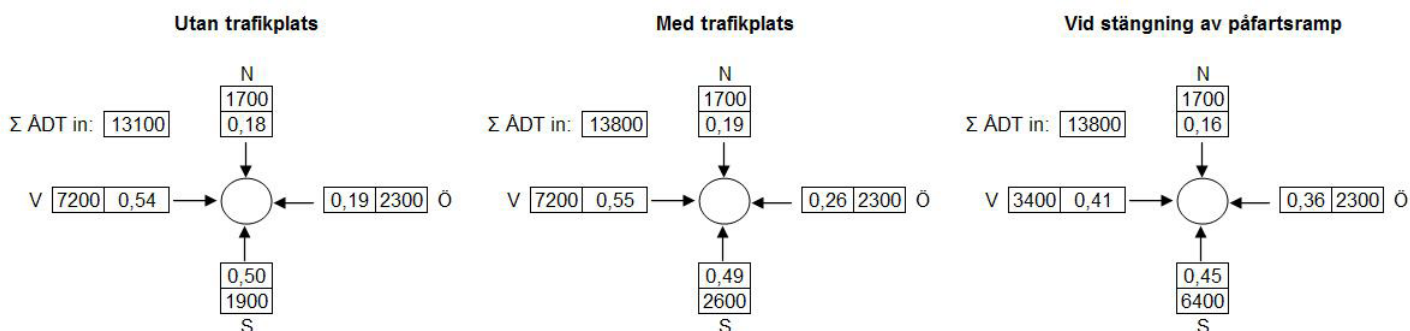 Utan trafikplats
N
1700
Σ ÅDT in: 13100
0,18
V 7200 0,54
0,19 2300 Ö
0,50
1900
S
Med trafikplats
N
1700
Σ ÅDT in: 13800
0,19
V 7200 0,55
0,26 2300 Ö
0,49
2600
S
Vid stängning av påfartsramp
N
1700
Σ ÅDT in: 13800
0,16
V 3400 0,41
0,36 2300 Ö
0,45
6400
S